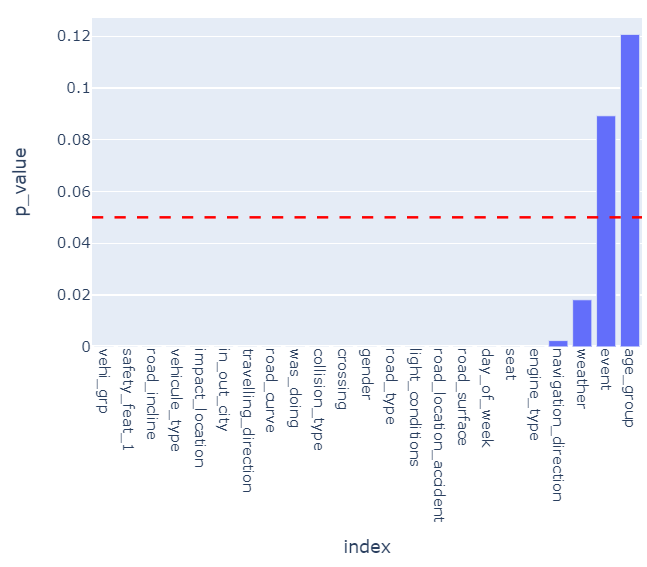 0.12
0.1
0.08
0.06
0.04
0.02
0
p_value
vehi_grp
safety_feat_1
road_incline
vehicule_type
impact_location
in_out_city
travelling_direction
road_curve
was_doing
collision_type
crossing
gender
road_type
light_conditions
road_location_accident
road_surface
day_of_week
seat
engine_type
navigation_direction
weather
event
age_group
index